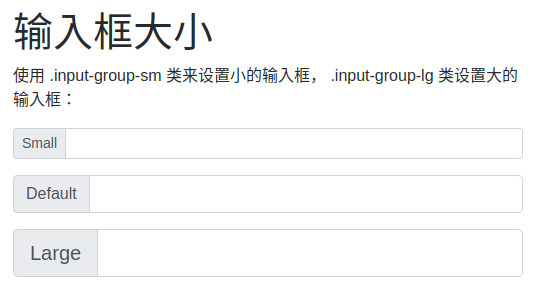 输入框大小
使用 .input-group-sm 类来设置小的输入框， .input-group-lg 类设置大的
输入框：
Small
Default
Large